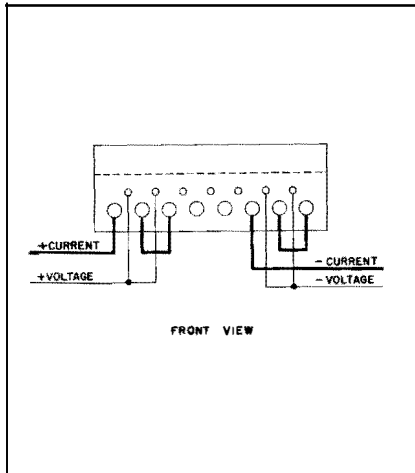 +CURRENT
+VOLTAGE
- CURRENT
- VOLTAGE
FRONT VIEW